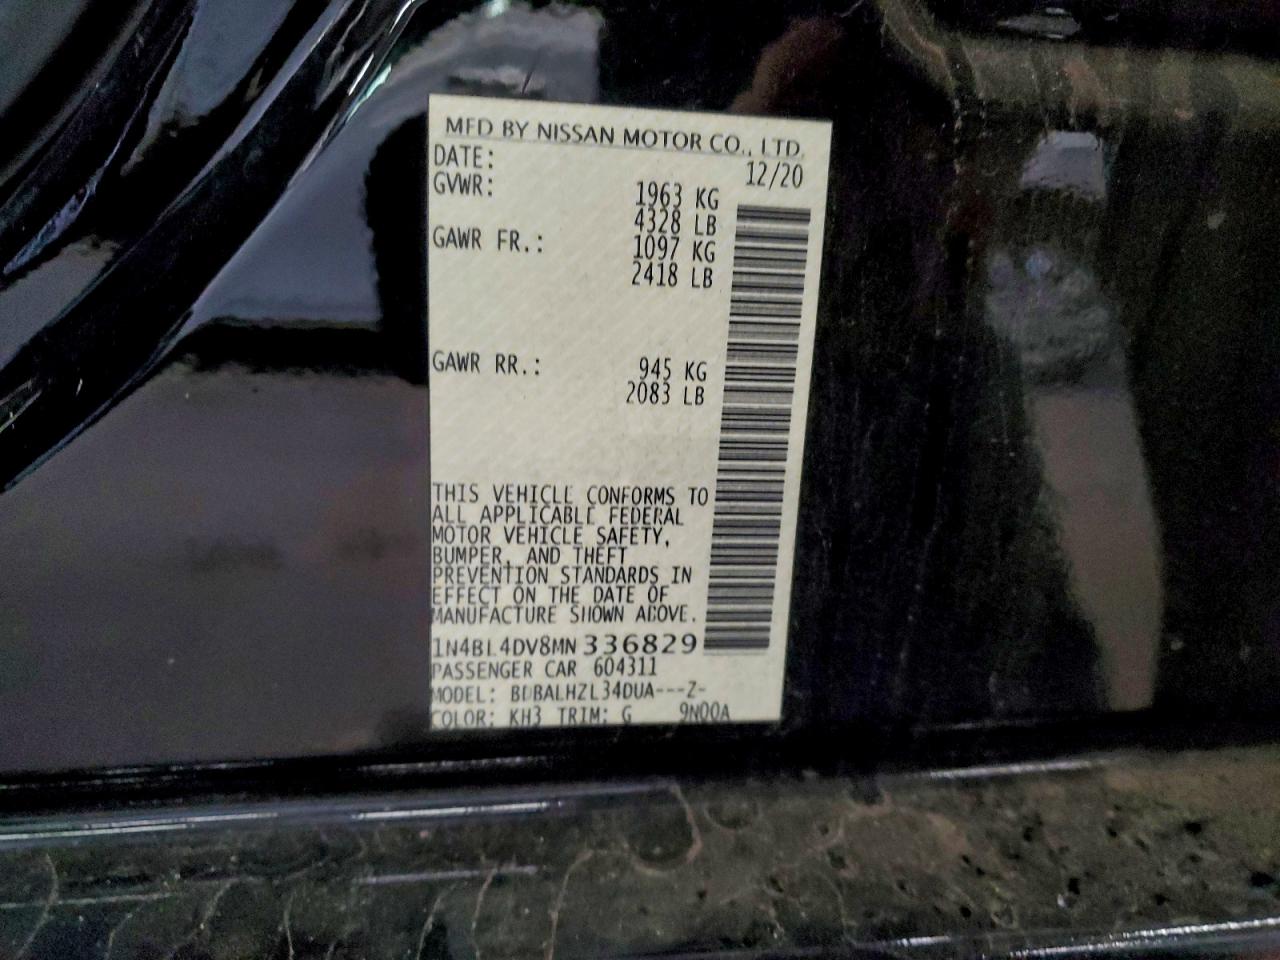 MFD BY NISSAN MOTOR CO., LTD.
DATE: 12/20
GVWR: 1963 KG
4328 LB
GAWR FR.: 1097 KG
2418 LB
GAWR RR.: 945 KG
2083 LB
THIS VEHICLE CONFORMS TO
ALL APPLICABLE FEDERAL
MOTOR VEHICLE SAFETY,
BUMPER, AND THEFT
PREVENTION STANDARDS IN
EFFECT ON THE DATE OF
MANUFACTURE SHOWN ABOVE.
1N4BL4DV8MN336829
PASSENGER CAR 604311
MODEL: BDBALHZL34DUA---Z-
COLOR: KH3 TRIM: G 9N00A